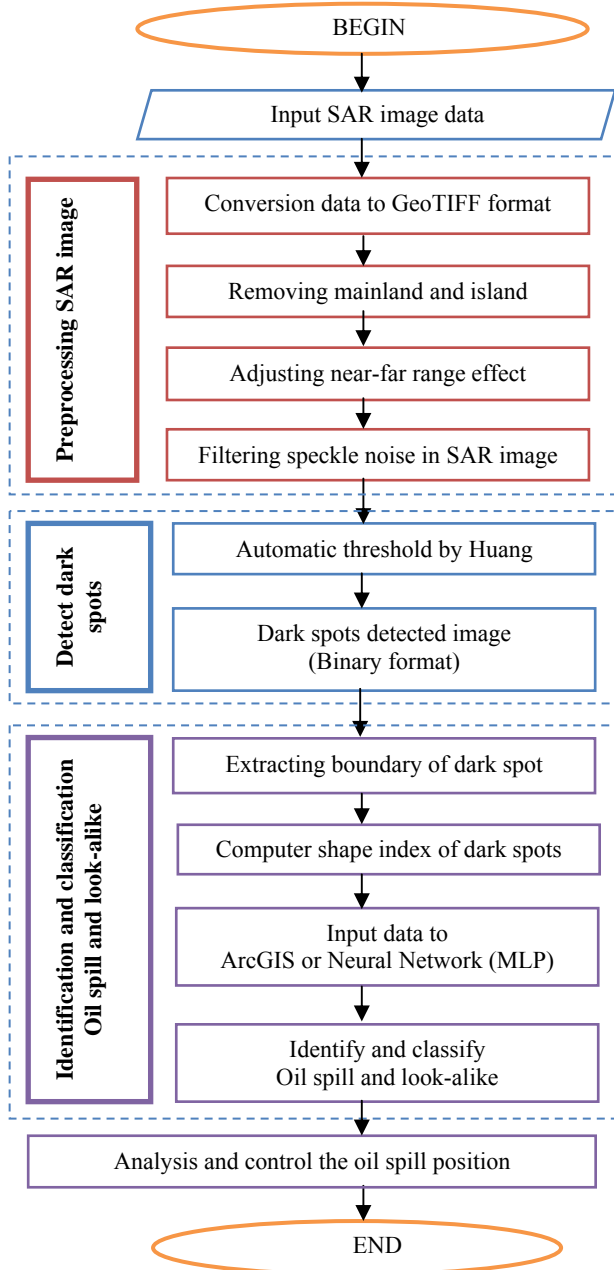 BEGIN
Input SAR image data
Preprocessing SAR image
Conversion data to GeoTIFF format
Removing mainland and island
Adjusting near-far range effect
Filtering speckle noise in SAR image
Detect dark
spots
Automatic threshold by Huang
Dark spots detected image
(Binary format)
Identification and classification
Oil spill and look-alike
Extracting boundary of dark spot
Computer shape index of dark spots
Input data to
ArcGIS or Neural Network (MLP)
Identify and classify
Oil spill and look-alike
Analysis and control the oil spill position
END